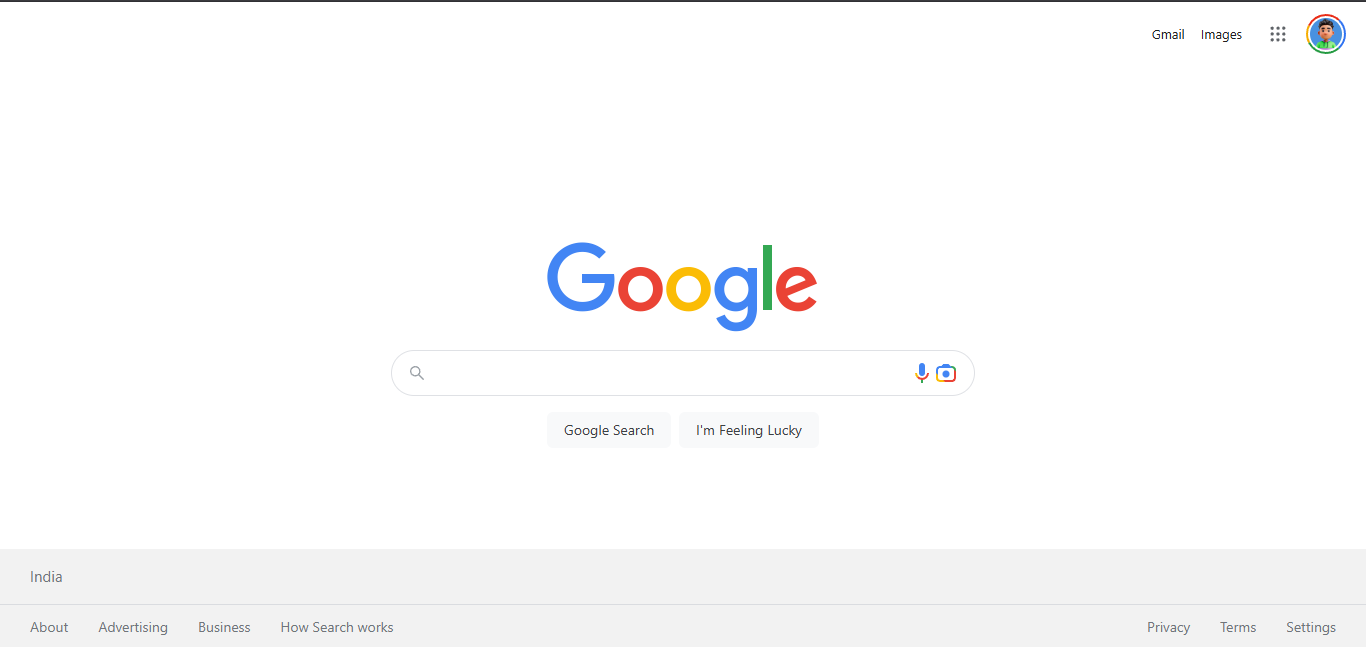 Gmail Images
Google
Google Search I'm Feeling Lucky
India
About Advertising Business How Search works Privacy Terms Settings